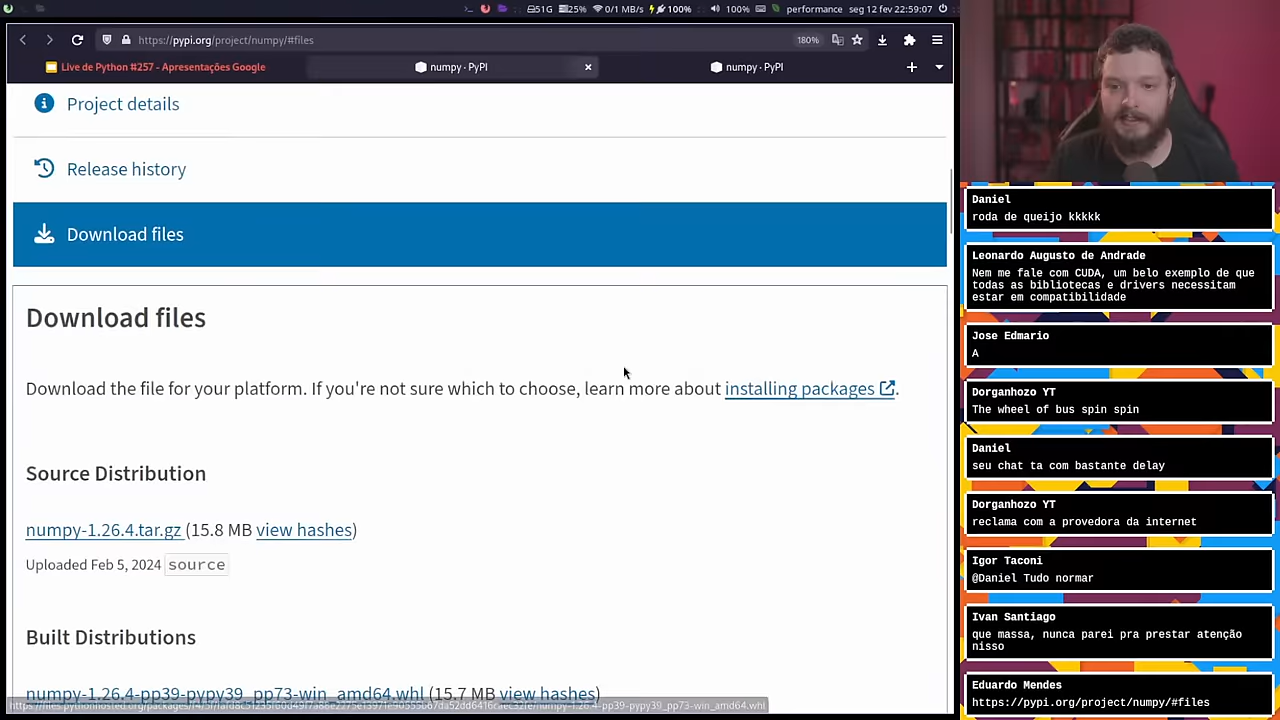 51G
25%
0/1 MB/s
100%
100%
performance
seg 12 fev 22:59:07
https://pypi.org/project/numpy/#files
180%
Live de Python #257 - Apresentações Google
numpy · PyPI
numpy · PyPI
Project details
Release history
Download files
Download files
Download the file for your platform. If you're not sure which to choose, learn more about installing packages.
Source Distribution
numpy-1.26.4.tar.gz (15.8 MB view hashes)
Uploaded Feb 5, 2024 source
Built Distributions
numpy-1.26.4-pp39-pypy39_pp73-win_amd64.whl (15.7 MB view hashes)
Daniel
roda de queijo kkkkk
Leonardo Augusto de Andrade
Nem me fale com CUDA, um belo exemplo de que
todas as bibliotecas e drivers necessitam
estar em compatibilidade
Jose Edmario
A
Dorganhozo YT
The wheel of bus spin spin
Daniel
seu chat ta com bastante delay
Dorganhozo YT
reclama com a provedora da internet
Igor Taconi
@Daniel Tudo normar
Ivan Santiago
que massa, nunca parei pra prestar atenção
nisso
Eduardo Mendes
https://pypi.org/project/numpy/#files